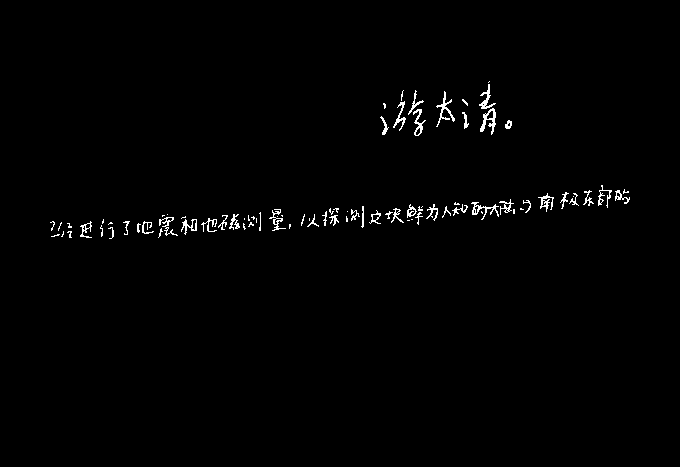 游太清。
进行了地震和地磁测量，以探测这块鲜为人知的大陆与南极东部的